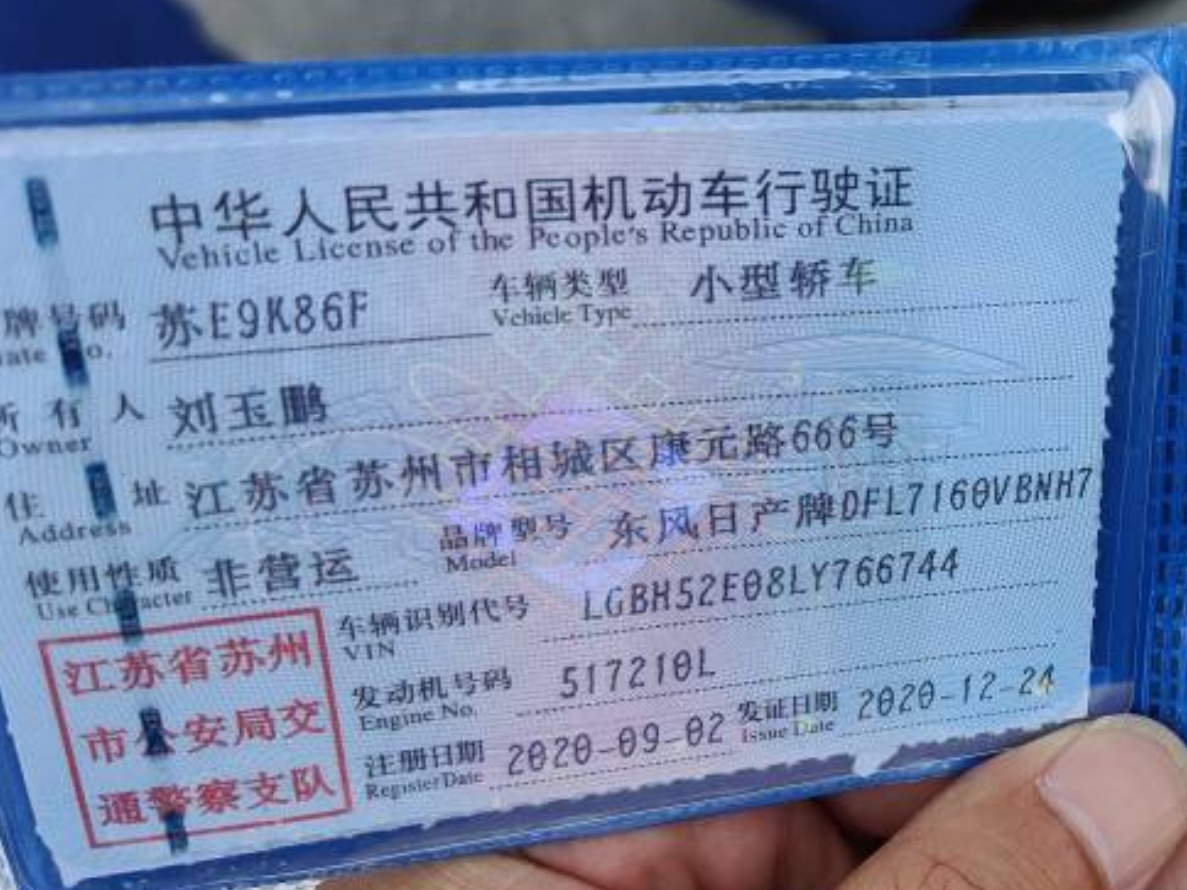 中华人民共和国机动车行驶证
Vehicle License of the People's Republic of China
牌号码 苏E9K86F 车辆类型 小型轿车
ate No. Vehicle Type
所有人 刘玉鹏
Owner
住址 江苏省苏州市相城区康元路666号
Address
使用性质 非营运 品牌型号 东风日产牌DFL7160VBNH7
Use Character Model
车辆识别代号 LGBH52E08LY766744
VIN
发动机号码 517210L
Engine No.
注册日期 2020-09-02 发证日期 2020-12-24
Register Date Issue Date
江苏省苏州
市公安局交
通警察支队